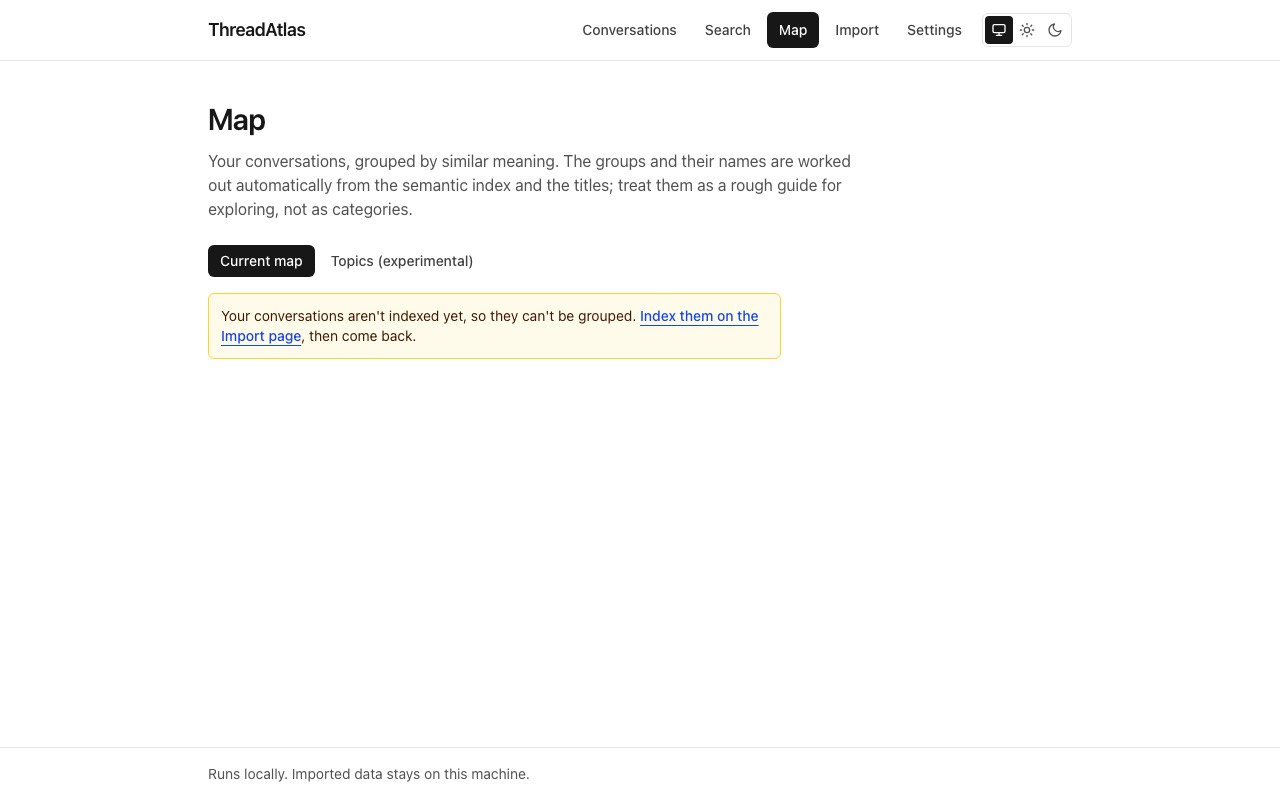 ThreadAtlas
Conversations
Search
Map
Import
Settings
Map
Your conversations, grouped by similar meaning. The groups and their names are worked
out automatically from the semantic index and the titles; treat them as a rough guide for
exploring, not as categories.
Current map
Topics (experimental)
Your conversations aren't indexed yet, so they can't be grouped. Index them on the
Import page, then come back.
Runs locally. Imported data stays on this machine.